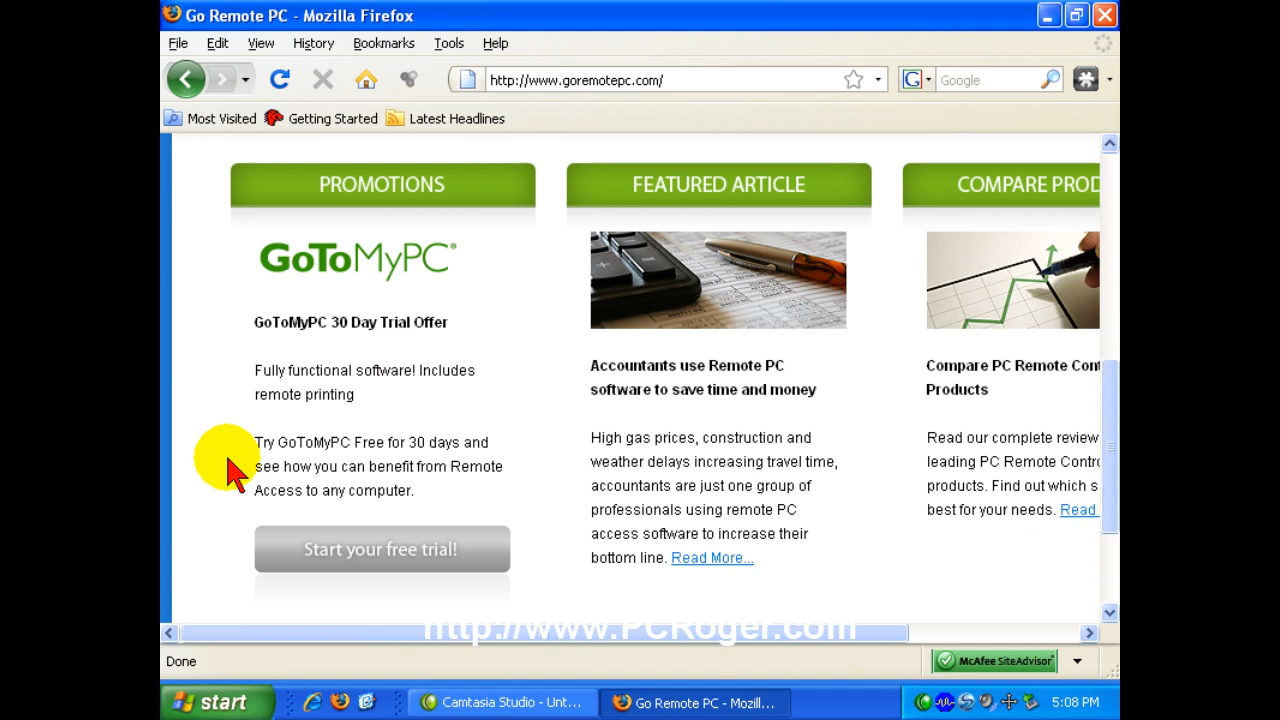 Go Remote PC - Mozilla Firefox
File Edit View History Bookmarks Tools Help
http://www.goremotepc.com/
G Google
Most Visited Getting Started Latest Headlines
PROMOTIONS
GoToMyPC®
GoToMyPC 30 Day Trial Offer
Fully functional software! Includes
remote printing
Try GoToMyPC Free for 30 days and
see how you can benefit from Remote
Access to any computer.
Start your free trial!
FEATURED ARTICLE
Accountants use Remote PC
software to save time and money
High gas prices, construction and
weather delays increasing travel time,
accountants are just one group of
professionals using remote PC
access software to increase their
bottom line. Read More...
COMPARE PROD
Compare PC Remote Con
Products
Read our complete review
leading PC Remote Contro
products. Find out which s
best for your needs. Read
http://www.PCRoger.com
Done
McAfee SiteAdvisor
start
Camtasia Studio - Unt...
Go Remote PC - Mozill...
5:08 PM